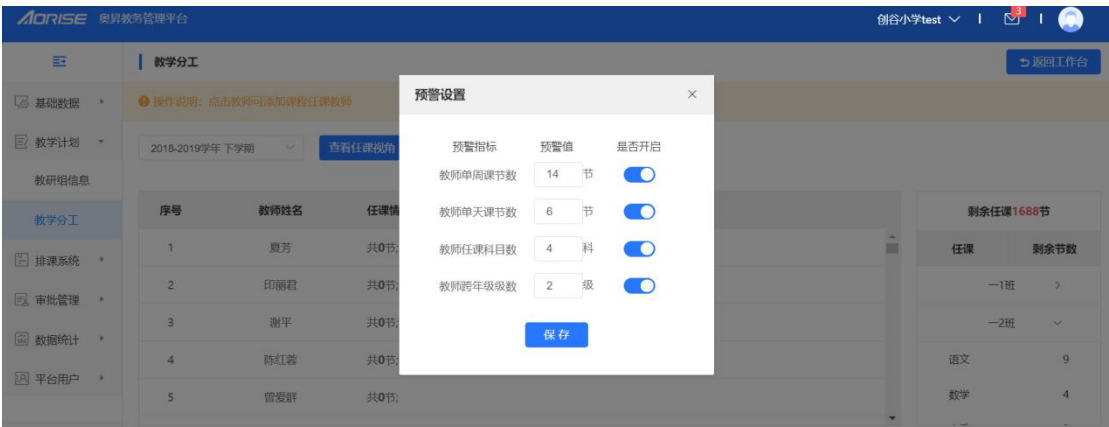 AORISE 奥昇教务管理平台
创谷小学test
3
教学分工
返回工作台
基础数据
操作说明：点击教师可添加课程任课教师
预警设置
教学计划
2018-2019学年 下学期
查看任课视角
预警指标 预警值 是否开启
教师单周课节数 14 节
教研组信息
教学分工
序号 教师姓名 任课情
教师单天课节数 6 节
剩余任课1688节
1 夏芳 共0节;
教师任课科目数 4 科
任课 剩余节数
排课系统
2 印丽君 共0节;
教师跨年级级数 2 级
一1班
审批管理
3 谢平 共0节;
保存
一2班
数据统计
4 陈红蓉 共0节;
语文 9
平台用户
5 曾爱群 共0节;
数学 4